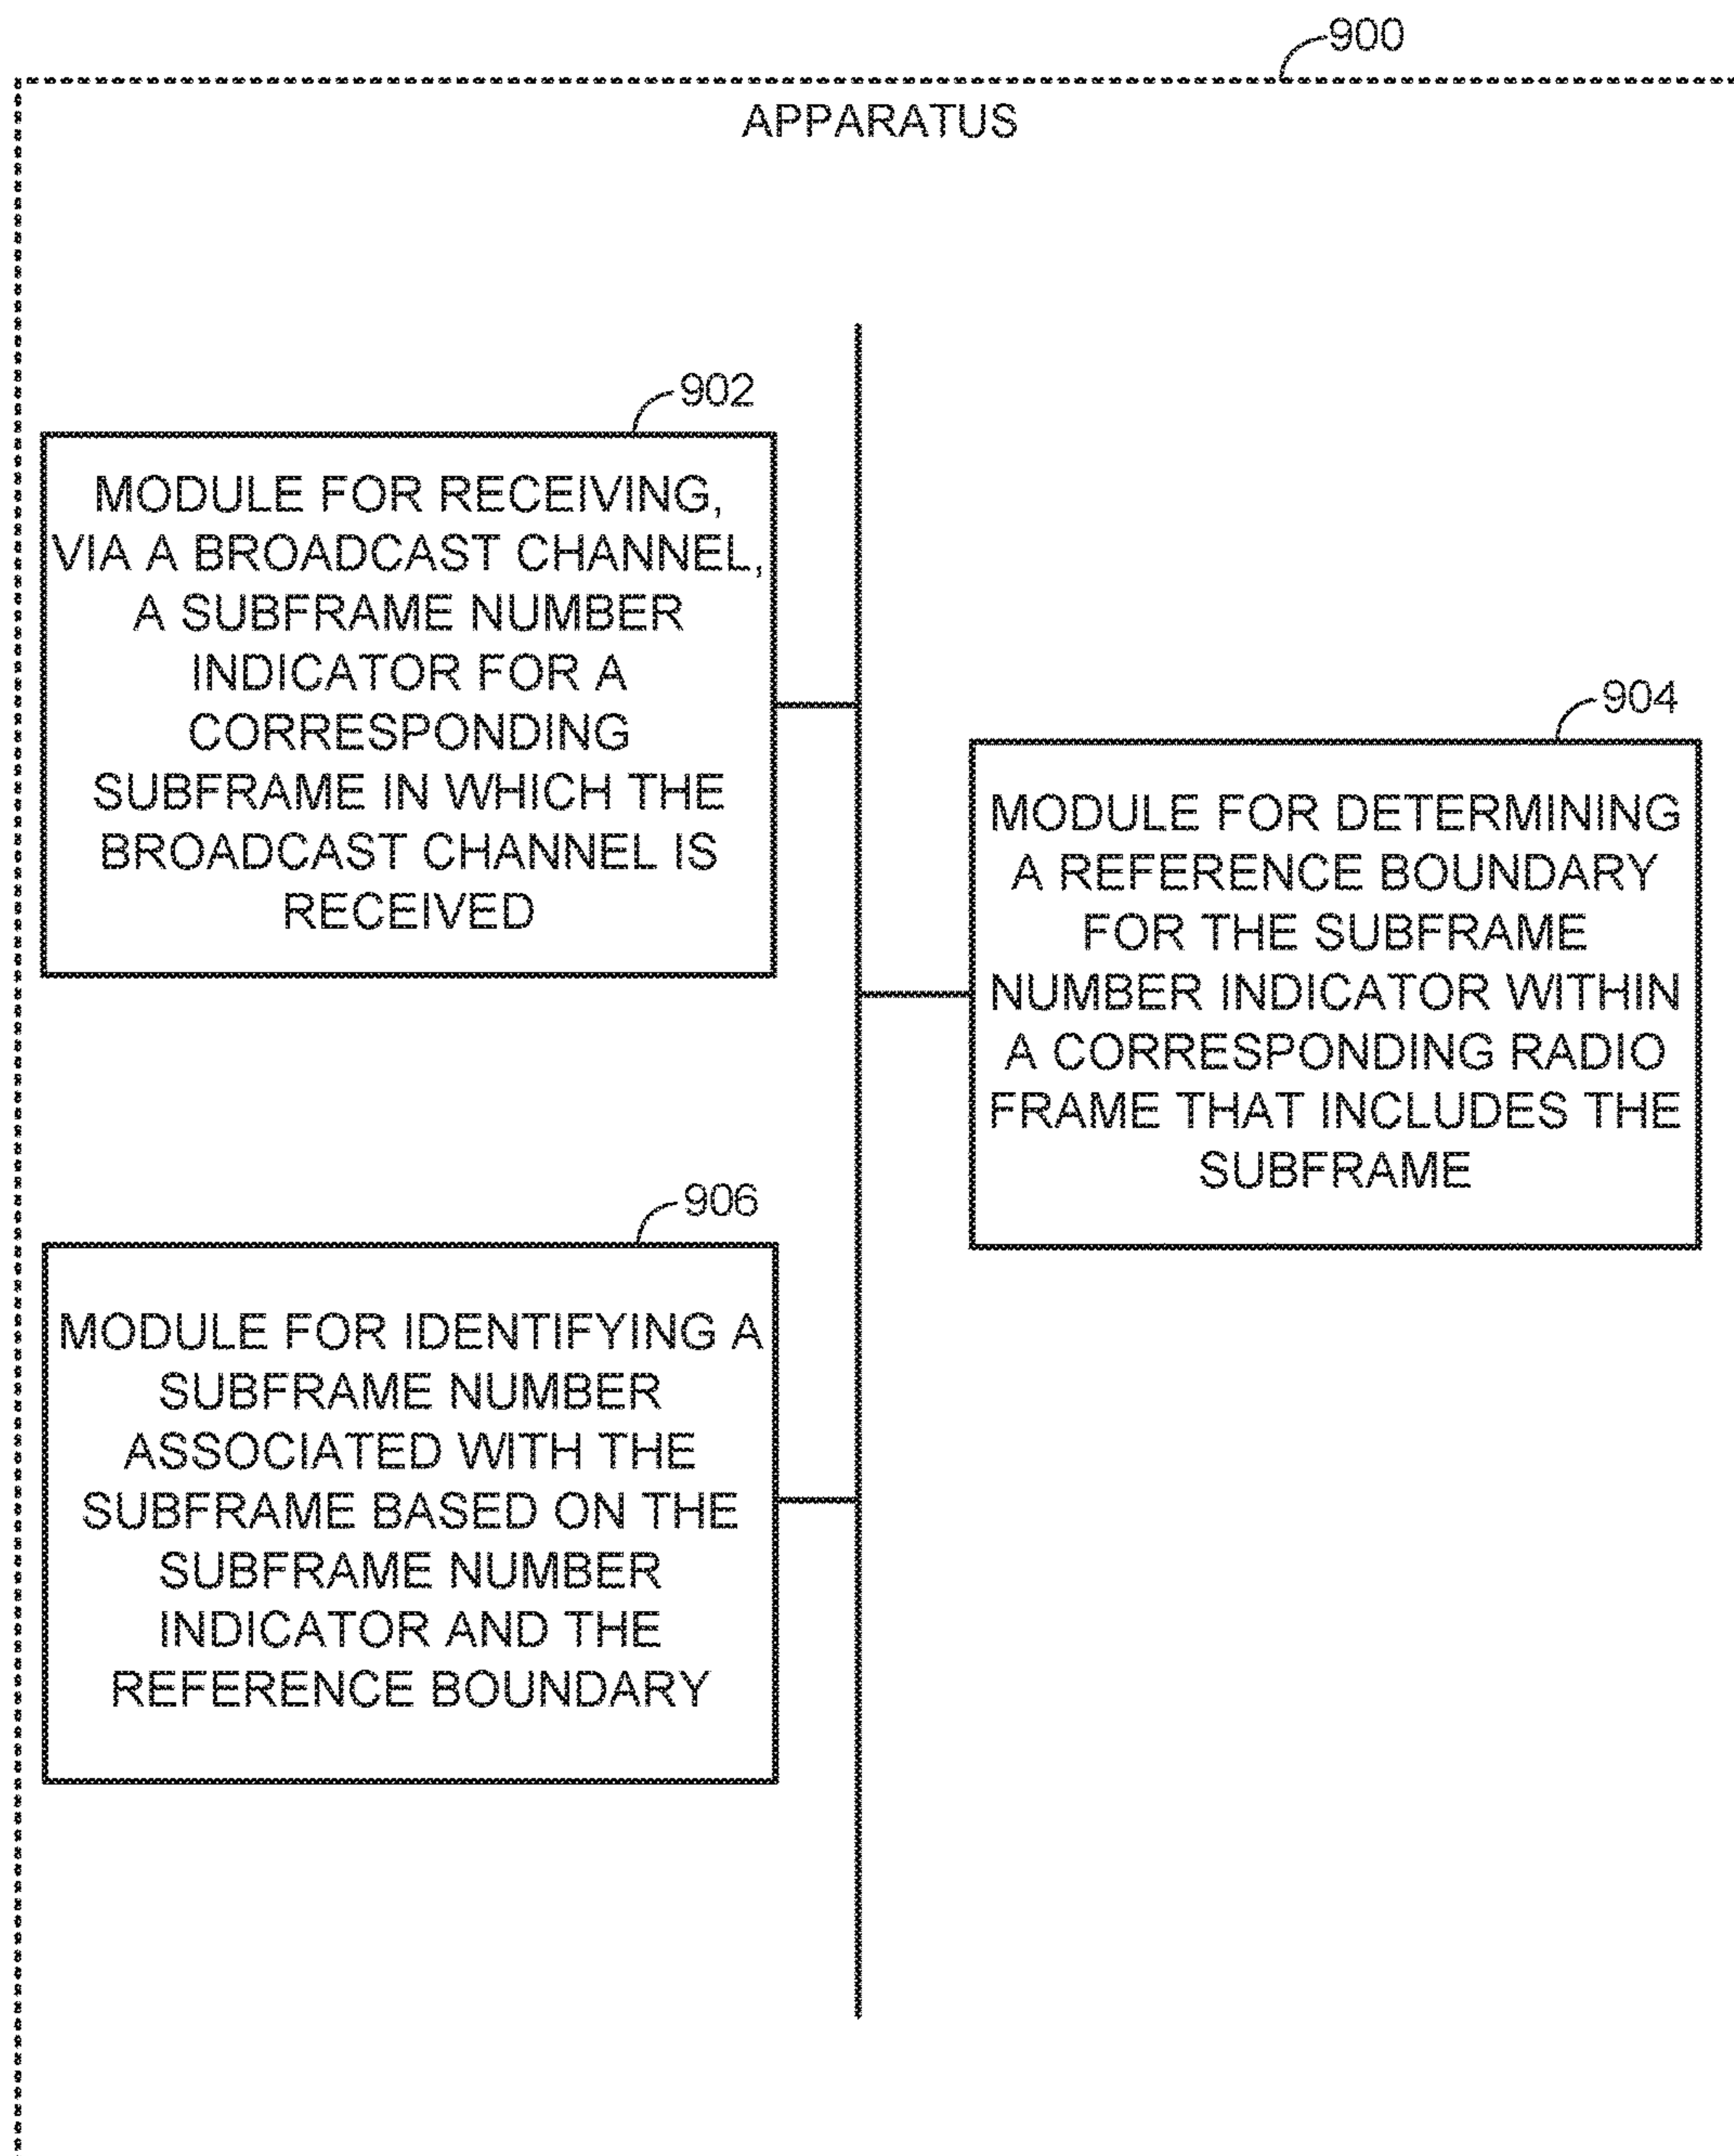 900
APPARATUS
902
MODULE FOR RECEIVING,
VIA A BROADCAST CHANNEL,
A SUBFRAME NUMBER
INDICATOR FOR A
CORRESPONDING
SUBFRAME IN WHICH THE
BROADCAST CHANNEL IS
RECEIVED
904
MODULE FOR DETERMINING
A REFERENCE BOUNDARY
FOR THE SUBFRAME
NUMBER INDICATOR WITHIN
A CORRESPONDING RADIO
FRAME THAT INCLUDES THE
SUBFRAME
906
MODULE FOR IDENTIFYING A
SUBFRAME NUMBER
ASSOCIATED WITH THE
SUBFRAME BASED ON THE
SUBFRAME NUMBER
INDICATOR AND THE
REFERENCE BOUNDARY